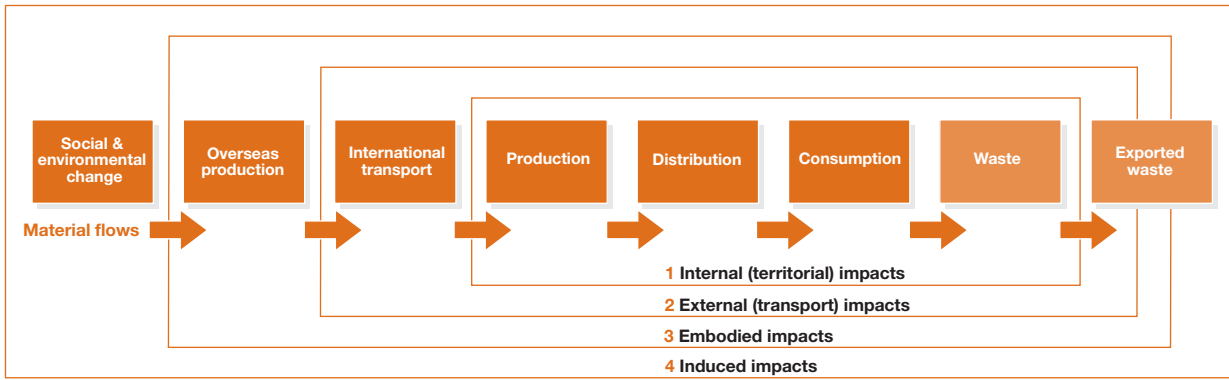 Social &
environmental
change
Overseas
production
International
transport
Production
Distribution
Consumption
Waste
Exported
waste
Material flows
1 Internal (territorial) impacts
2 External (transport) impacts
3 Embodied impacts
4 Induced impacts